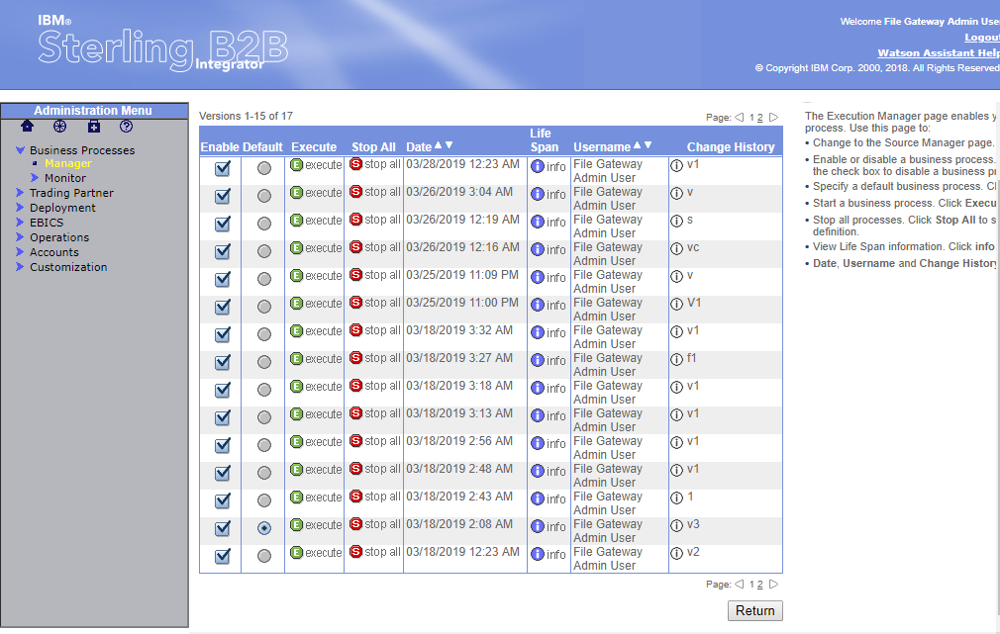 IBM®
Sterling B2B
Integrator
Welcome File Gateway Admin Use
Logout
Watson Assistant Help
© Copyright IBM Corp. 2000, 2018. All Rights Reserved
Administration Menu
Business Processes
Manager
Monitor
Trading Partner
Deployment
EBICS
Operations
Accounts
Customization
Versions 1-15 of 17
Page: 1 2
Enable Default Execute Stop All Date Life Span Username Change History
E execute S stop all 03/28/2019 12:23 AM i info File Gateway Admin User v1
E execute S stop all 03/26/2019 3:04 AM i info File Gateway Admin User v
E execute S stop all 03/26/2019 12:19 AM i info File Gateway Admin User s
E execute S stop all 03/26/2019 12:16 AM i info File Gateway Admin User vc
E execute S stop all 03/25/2019 11:09 PM i info File Gateway Admin User v
E execute S stop all 03/25/2019 11:00 PM i info File Gateway Admin User V1
E execute S stop all 03/18/2019 3:32 AM i info File Gateway Admin User v1
E execute S stop all 03/18/2019 3:27 AM i info File Gateway Admin User f1
E execute S stop all 03/18/2019 3:18 AM i info File Gateway Admin User v1
E execute S stop all 03/18/2019 3:13 AM i info File Gateway Admin User v1
E execute S stop all 03/18/2019 2:56 AM i info File Gateway Admin User v1
E execute S stop all 03/18/2019 2:48 AM i info File Gateway Admin User v1
E execute S stop all 03/18/2019 2:43 AM i info File Gateway Admin User 1
E execute S stop all 03/18/2019 2:08 AM i info File Gateway Admin User v3
E execute S stop all 03/18/2019 12:23 AM i info File Gateway Admin User v2
Page: 1 2
Return
The Execution Manager page enables y
process. Use this page to:
• Change to the Source Manager page.
• Enable or disable a business process.
the check box to disable a business pr
• Specify a default business process. Cl
• Start a business process. Click Execu
• Stop all processes. Click Stop All to s
definition.
• View Life Span information. Click info
• Date, Username and Change History